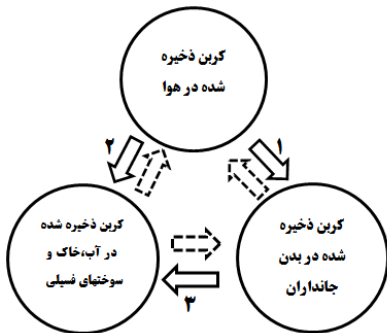 کربن ذخیره
شده در هوا
۱
۲
کربن ذخیره
شده در بدن
جانداران
کربن ذخیره شده
در آب،خاک و
سوختهای فسیلی
۳